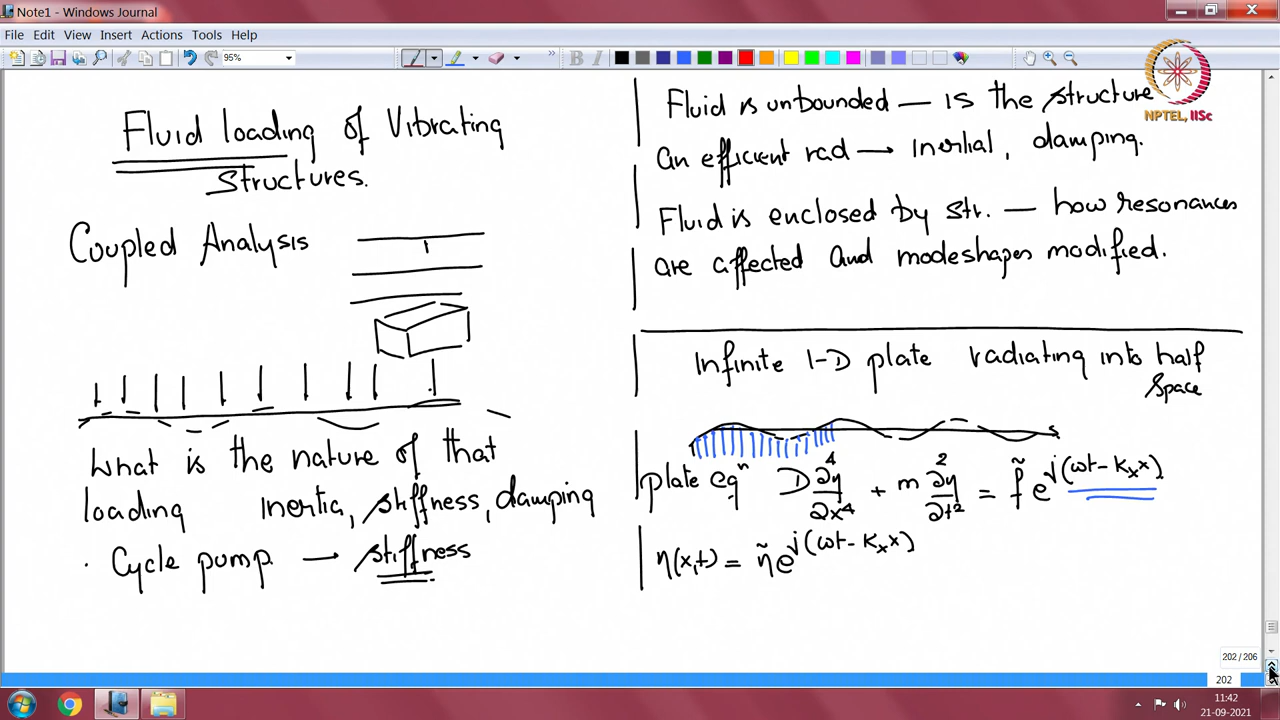 Note1 - Windows Journal
File Edit View Insert Actions Tools Help
95%
NPTEL, IISc
Fluid loading of Vibrating
Structures.
Coupled Analysis
What is the nature of that
loading Inertia, stiffness, damping
. Cycle pump. → stiffness
Fluid is unbounded — is the structure
an efficient rad → inertial, damping.
Fluid is enclosed by str. — how resonances
are affected and modeshapes modified.
Infinite 1-D plate radiating into half
Space
plate eqⁿ D ∂⁴η/∂x⁴ + m ∂²η/∂t² = f̃ e^{j(ωt - Kₓx)}
η(x,t) = η̃ e^{j(ωt - Kₓx)}
202 / 206
202
11:42
21-09-2021